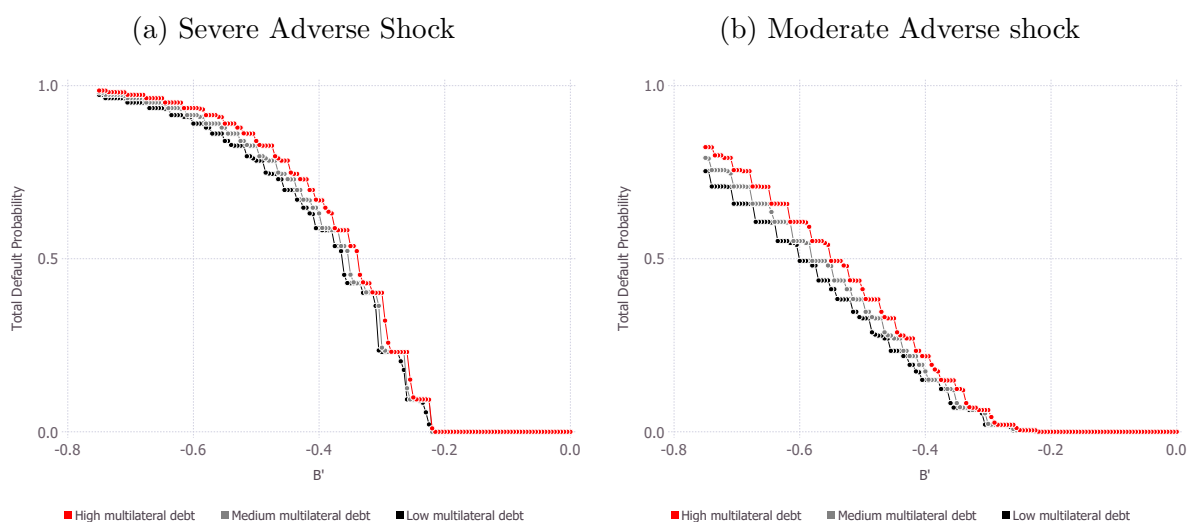 (a) Severe Adverse Shock
1.0
0.5
0.0
Total Default Probability
-0.8
-0.6
-0.4
-0.2
0.0
B'
High multilateral debt
Medium multilateral debt
Low multilateral debt
(b) Moderate Adverse shock
1.0
0.5
0.0
Total Default Probability
-0.8
-0.6
-0.4
-0.2
0.0
B'
High multilateral debt
Medium multilateral debt
Low multilateral debt